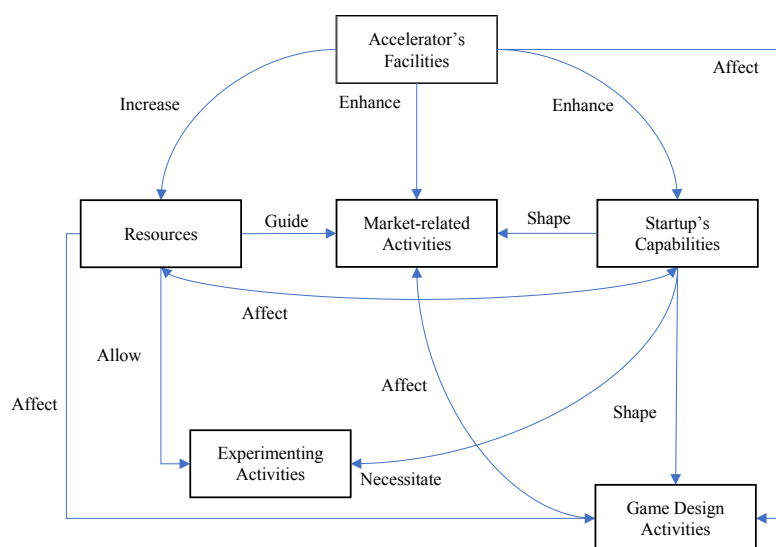 Accelerator's
Facilities
Affect
Increase
Enhance
Enhance
Resources
Guide
Market-related
Activities
Shape
Startup's
Capabilities
Affect
Allow
Affect
Affect
Shape
Experimenting
Activities
Necessitate
Game Design
Activities